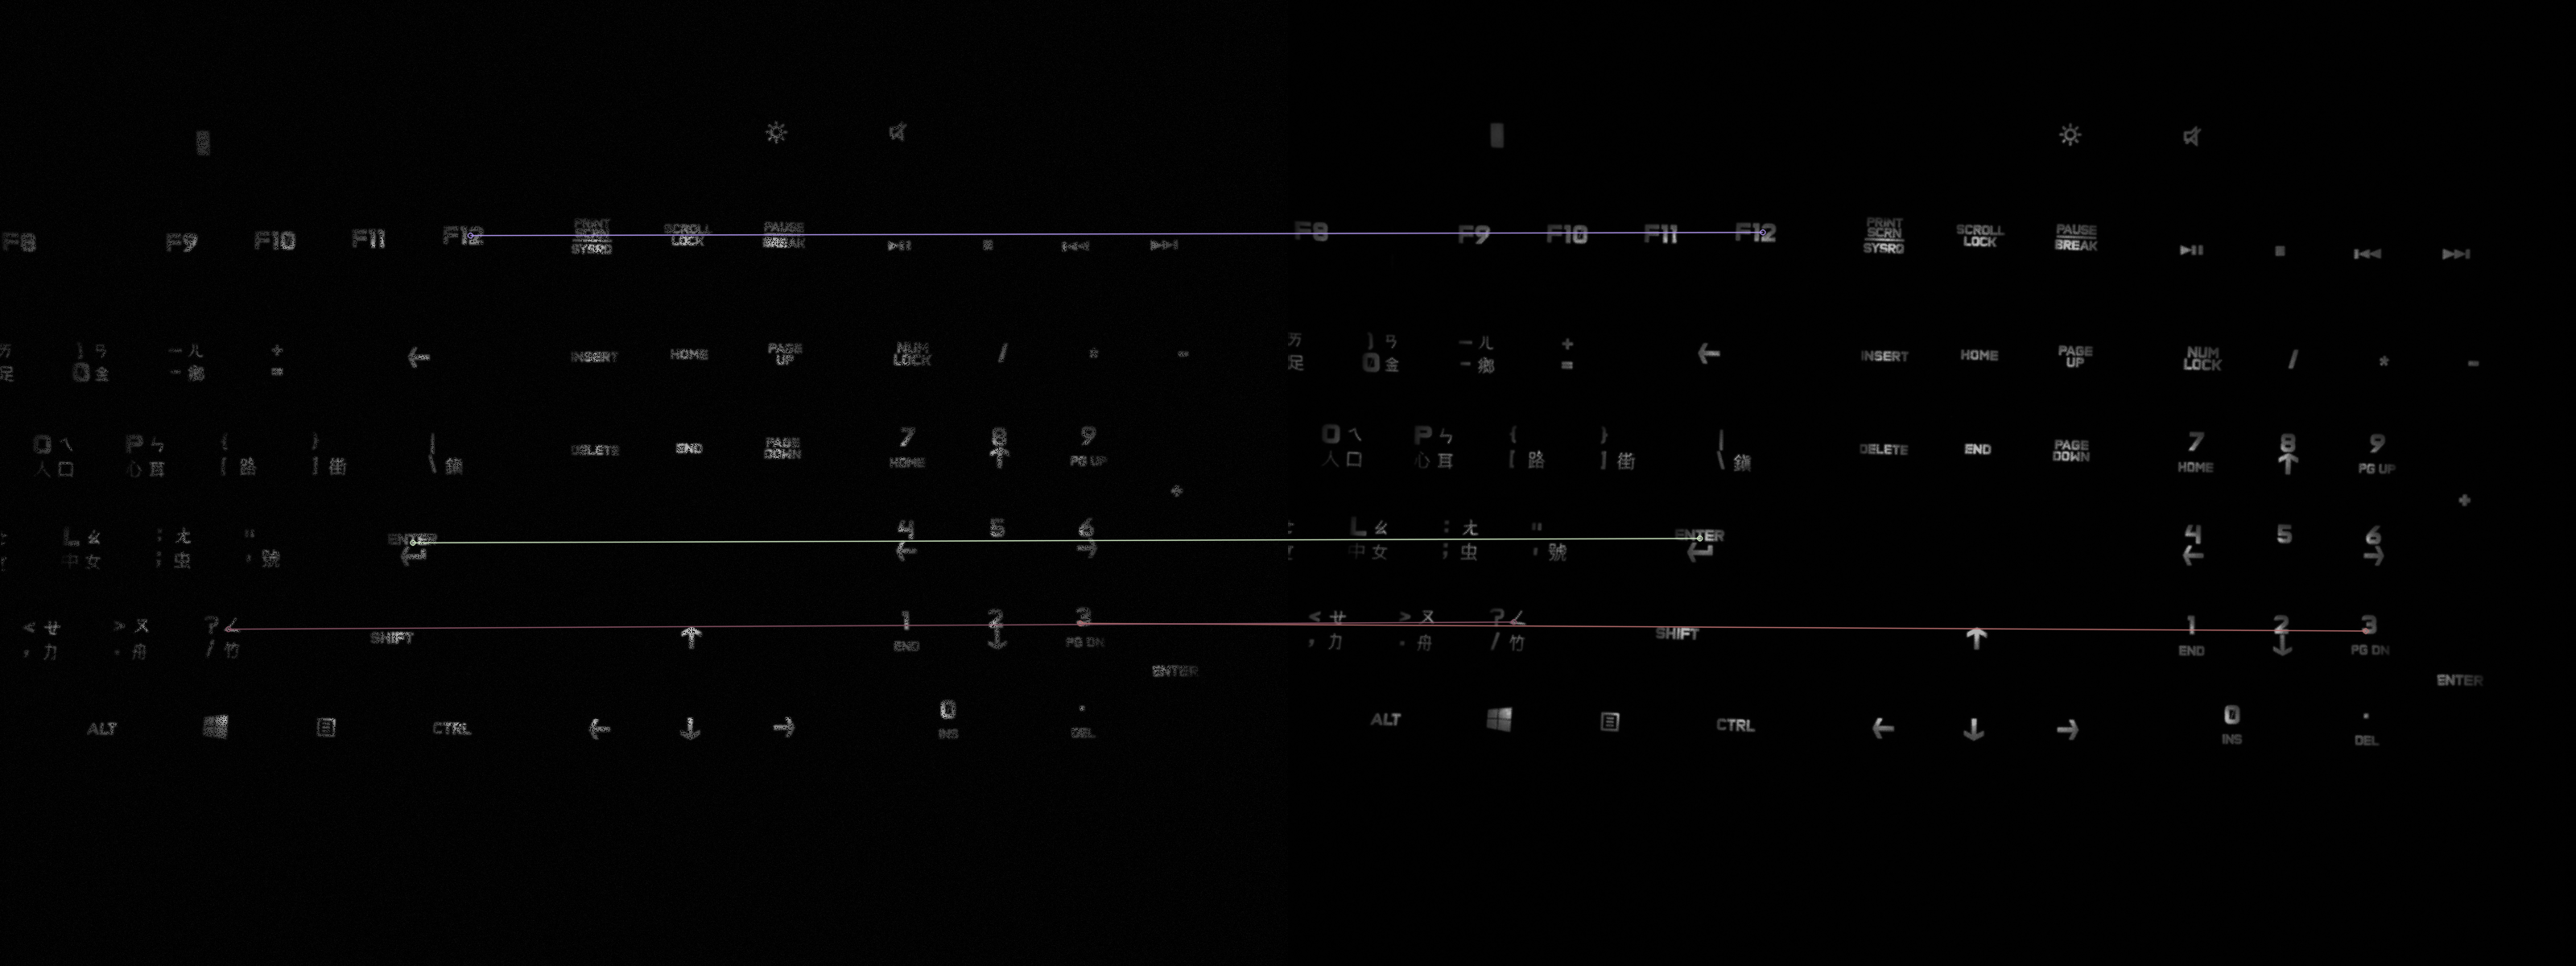 F8 F9 F10 F11 F12 PRINT SCRN SYSRQ SCROLL LOCK PAUSE BREAK
ㄞ ) ㄢ — ㄦ + ← INSERT HOME PAGE UP NUM LOCK / * -
足 0 金 - 鄉 =
O ㄟ P ㄣ { } | DELETE END PAGE DOWN 7 8 9
人 口 心 耳 [ 路 ] 街 \ 鎖 HOME ↑ PG UP
+
L ㄠ : ㄤ " ENTER 4 5 6
中 女 ; 虫 ' 號 ← →
< ㄝ > ㄡ ? ㄥ SHIFT ↑ 1 2 3
, 力 . 舟 / 竹 END ↓ PG DN
ENTER
ALT CTRL ← ↓ → 0 .
INS DEL
F8 F9 F10 F11 F12 PRINT SCRN SYSRQ SCROLL LOCK PAUSE BREAK
ㄞ ) ㄢ — ㄦ + ← INSERT HOME PAGE UP NUM LOCK / * -
足 0 金 - 鄉 =
O ㄟ P ㄣ { } | DELETE END PAGE DOWN 7 8 9
人 口 心 耳 [ 路 ] 街 \ 鎖 HOME ↑ PG UP
+
L ㄠ : ㄤ " ENTER 4 5 6
中 女 ; 虫 ' 號 ← →
< ㄝ > ㄡ ? ㄥ SHIFT ↑ 1 2 3
, 力 . 舟 / 竹 END ↓ PG DN
ENTER
ALT CTRL ← ↓ → 0 .
INS DEL